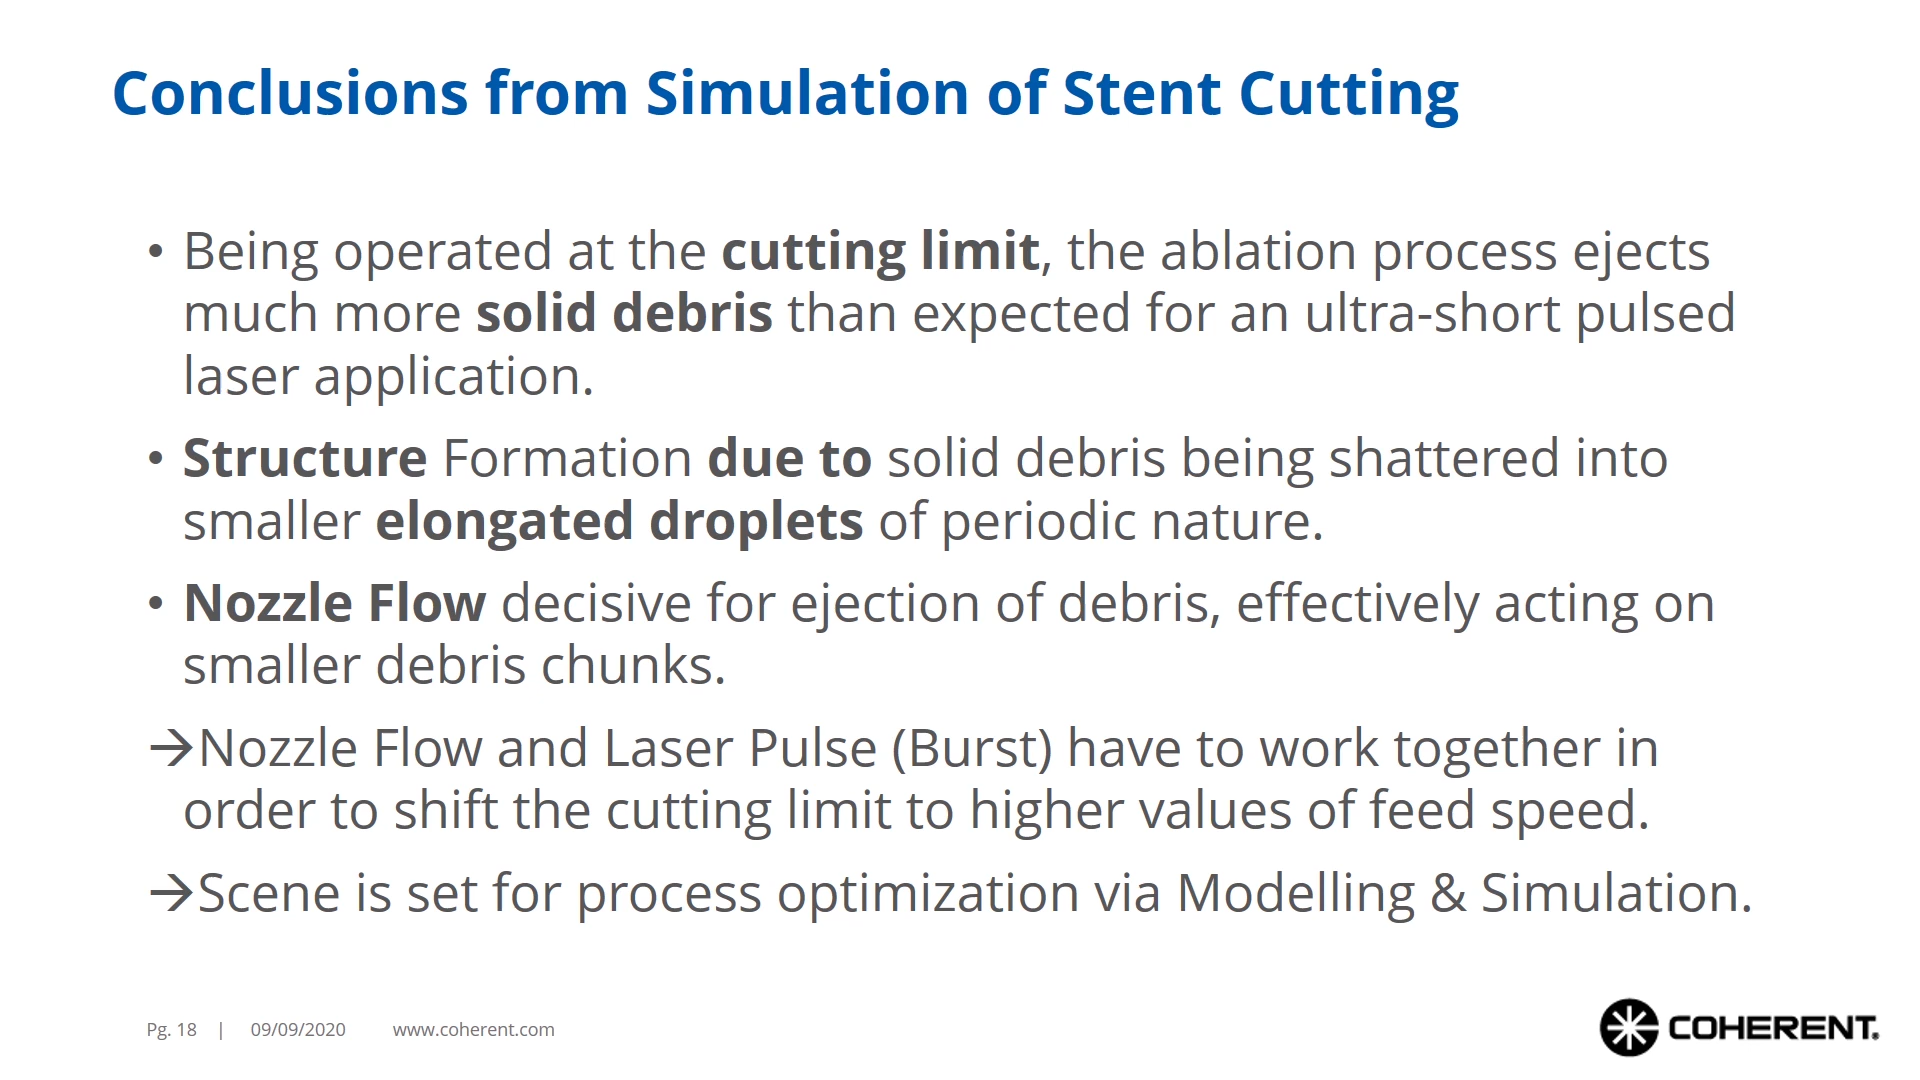 Conclusions from Simulation of Stent Cutting
• Being operated at the cutting limit, the ablation process ejects
much more solid debris than expected for an ultra-short pulsed
laser application.
• Structure Formation due to solid debris being shattered into
smaller elongated droplets of periodic nature.
• Nozzle Flow decisive for ejection of debris, effectively acting on
smaller debris chunks.
→Nozzle Flow and Laser Pulse (Burst) have to work together in
order to shift the cutting limit to higher values of feed speed.
→Scene is set for process optimization via Modelling & Simulation.
Pg. 18 | 09/09/2020 www.coherent.com
COHERENT®